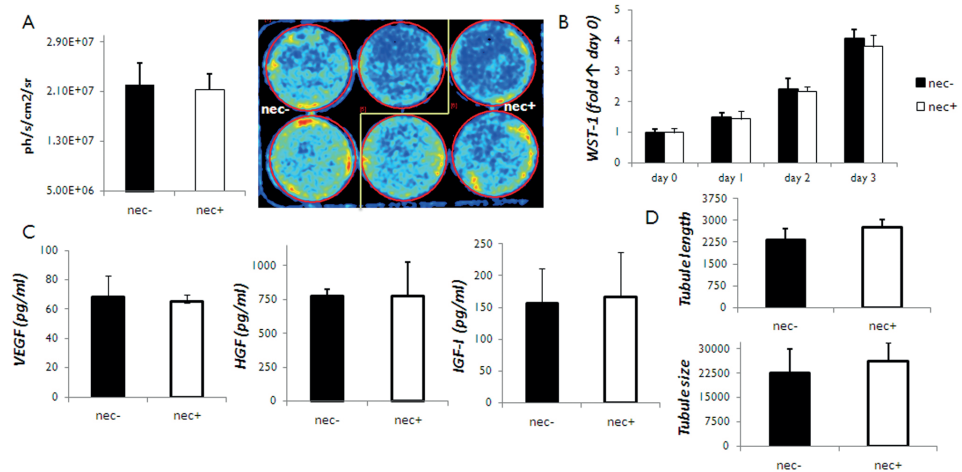 A
ph/s/cm2/sr
2.90E+07
2.10E+07
1.30E+07
5.00E+06
nec-
nec+
nec-
nec+
B
WST-1 (fold ↑ day 0)
5
4
3
2
1
0
day 0
day 1
day 2
day 3
nec-
nec+
C
VEGF (pg/ml)
80
60
40
20
0
nec-
nec+
HGF (pg/ml)
1000
750
500
250
0
nec-
nec+
IGF-I (pg/ml)
250
200
150
100
50
0
nec-
nec+
D
Tubule length
3750
3000
2250
1500
750
0
nec-
nec+
Tubule size
30000
22500
15000
7500
0
nec-
nec+